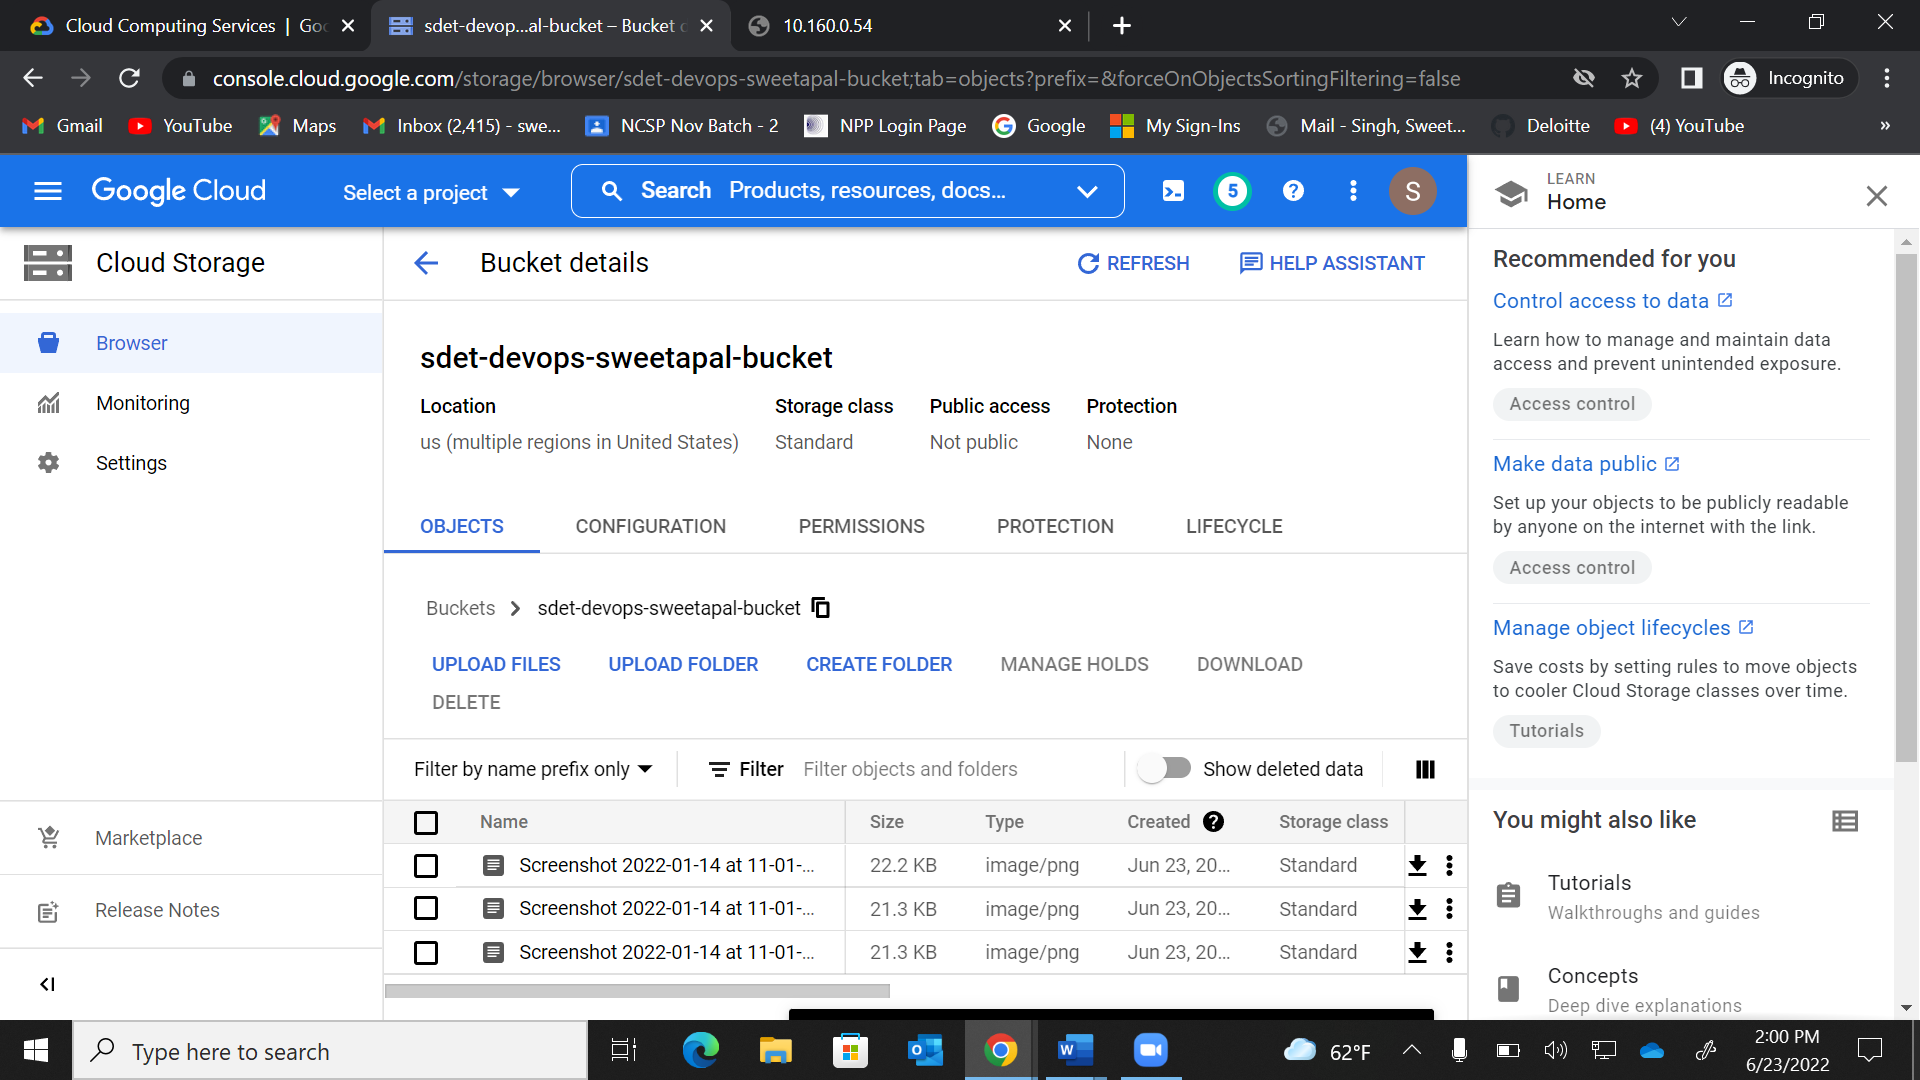 Cloud Computing Services | Goo
sdet-devop...al-bucket – Bucket d
10.160.0.54
console.cloud.google.com/storage/browser/sdet-devops-sweetapal-bucket;tab=objects?prefix=&forceOnObjectsSortingFiltering=false
Incognito
Gmail
YouTube
Maps
Inbox (2,415) - swe...
NCSP Nov Batch - 2
NPP Login Page
Google
My Sign-Ins
Mail - Singh, Sweet...
Deloitte
(4) YouTube
»
Google Cloud
Select a project
Search Products, resources, docs...
5
S
LEARN
Home
Cloud Storage
Browser
Monitoring
Settings
Marketplace
Release Notes
Bucket details
REFRESH
HELP ASSISTANT
sdet-devops-sweetapal-bucket
Location Storage class Public access Protection
us (multiple regions in United States) Standard Not public None
OBJECTS CONFIGURATION PERMISSIONS PROTECTION LIFECYCLE
Buckets > sdet-devops-sweetapal-bucket
UPLOAD FILES UPLOAD FOLDER CREATE FOLDER MANAGE HOLDS DOWNLOAD
DELETE
Filter by name prefix only Filter Filter objects and folders Show deleted data
Name Size Type Created Storage class
Screenshot 2022-01-14 at 11-01-... 22.2 KB image/png Jun 23, 20... Standard
Screenshot 2022-01-14 at 11-01-... 21.3 KB image/png Jun 23, 20... Standard
Screenshot 2022-01-14 at 11-01-... 21.3 KB image/png Jun 23, 20... Standard
Recommended for you
Control access to data
Learn how to manage and maintain data
access and prevent unintended exposure.
Access control
Make data public
Set up your objects to be publicly readable
by anyone on the internet with the link.
Access control
Manage object lifecycles
Save costs by setting rules to move objects
to cooler Cloud Storage classes over time.
Tutorials
You might also like
Tutorials
Walkthroughs and guides
Concepts
Deep dive explanations
Type here to search
62°F
2:00 PM
6/23/2022